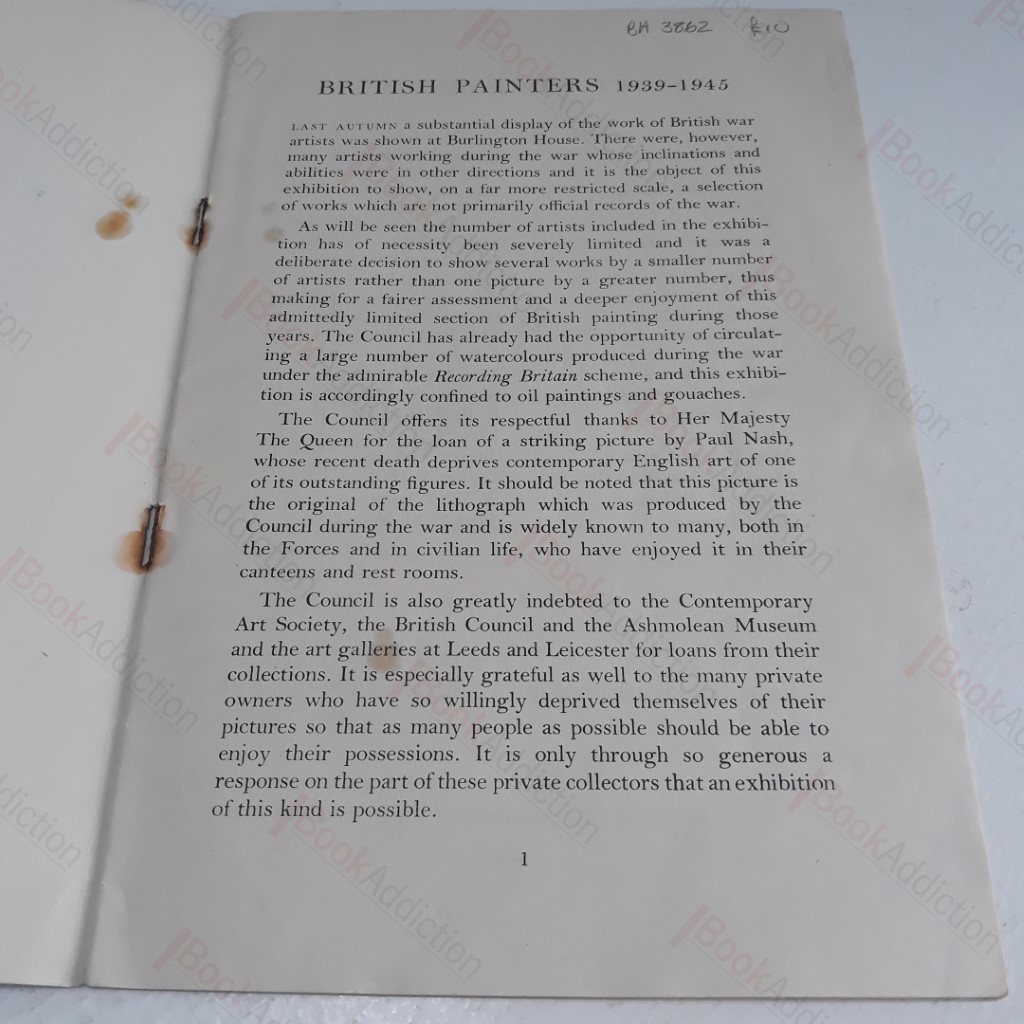 BH 3862 £10
BRITISH PAINTERS 1939–1945
LAST AUTUMN a substantial display of the work of British war
artists was shown at Burlington House. There were, however,
many artists working during the war whose inclinations and
abilities were in other directions and it is the object of this
exhibition to show, on a far more restricted scale, a selection
of works which are not primarily official records of the war.
As will be seen the number of artists included in the exhibi-
tion has of necessity been severely limited and it was a
deliberate decision to show several works by a smaller number
of artists rather than one picture by a greater number, thus
making for a fairer assessment and a deeper enjoyment of this
admittedly limited section of British painting during those
years. The Council has already had the opportunity of circulat-
ing a large number of watercolours produced during the war
under the admirable Recording Britain scheme, and this exhibi-
tion is accordingly confined to oil paintings and gouaches.
The Council offers its respectful thanks to Her Majesty
The Queen for the loan of a striking picture by Paul Nash,
whose recent death deprives contemporary English art of one
of its outstanding figures. It should be noted that this picture is
the original of the lithograph which was produced by the
Council during the war and is widely known to many, both in
the Forces and in civilian life, who have enjoyed it in their
canteens and rest rooms.
The Council is also greatly indebted to the Contemporary
Art Society, the British Council and the Ashmolean Museum
and the art galleries at Leeds and Leicester for loans from their
collections. It is especially grateful as well to the many private
owners who have so willingly deprived themselves of their
pictures so that as many people as possible should be able to
enjoy their possessions. It is only through so generous a
response on the part of these private collectors that an exhibition
of this kind is possible.
1
BookAddiction